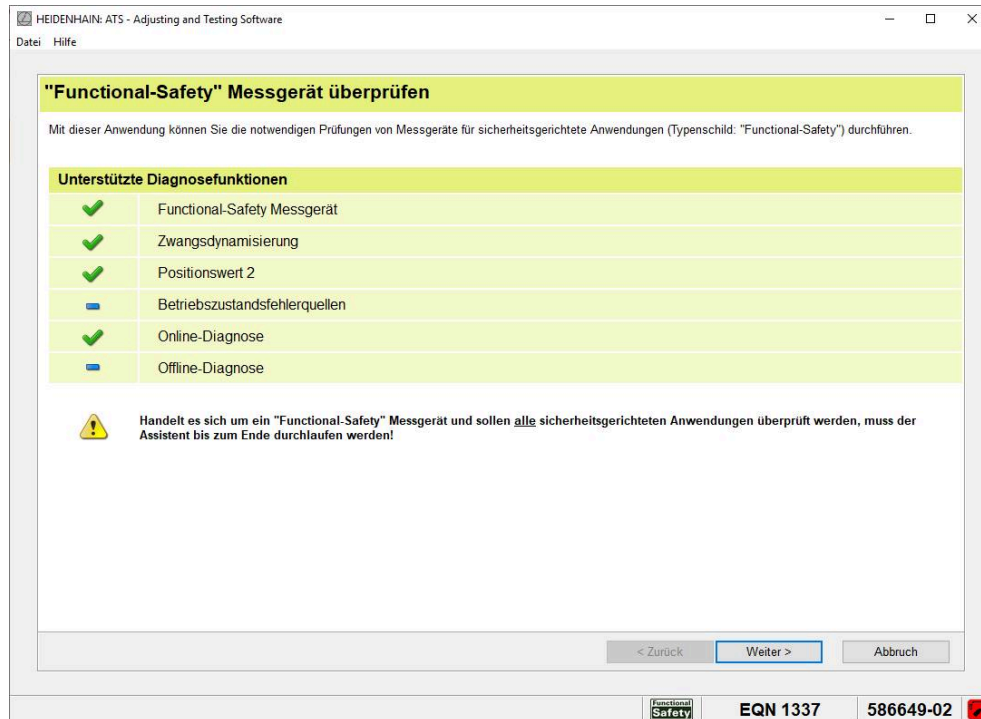 HEIDENHAIN: ATS - Adjusting and Testing Software
Datei Hilfe
"Functional-Safety" Messgerät überprüfen
Mit dieser Anwendung können Sie die notwendigen Prüfungen von Messgeräte für sicherheitsgerichtete Anwendungen (Typenschild: "Functional-Safety") durchführen.
Unterstützte Diagnosefunktionen
Functional-Safety Messgerät
Zwangsdynamisierung
Positionswert 2
Betriebszustandsfehlerquellen
Online-Diagnose
Offline-Diagnose
Handelt es sich um ein "Functional-Safety" Messgerät und sollen alle sicherheitsgerichteten Anwendungen überprüft werden, muss der
Assistent bis zum Ende durchlaufen werden!
< Zurück Weiter > Abbruch
Functional
Safety
EQN 1337 586649-02